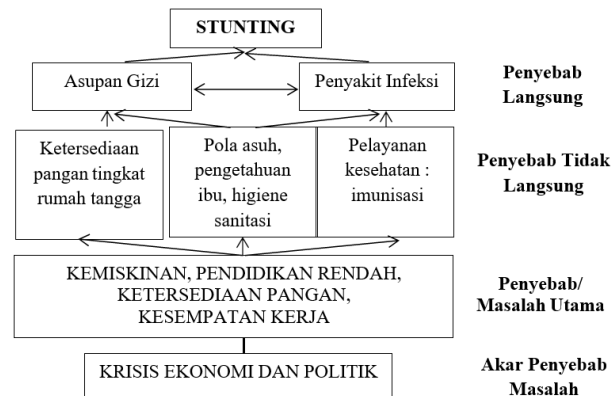 STUNTING
Asupan Gizi
Penyakit Infeksi
Penyebab
Langsung
Ketersediaan
pangan tingkat
rumah tangga
Pola asuh,
pengetahuan
ibu, higiene
sanitasi
Pelayanan
kesehatan :
imunisasi
Penyebab Tidak
Langsung
KEMISKINAN, PENDIDIKAN RENDAH,
KETERSEDIAAN PANGAN,
KESEMPATAN KERJA
Penyebab/
Masalah Utama
KRISIS EKONOMI DAN POLITIK
Akar Penyebab
Masalah